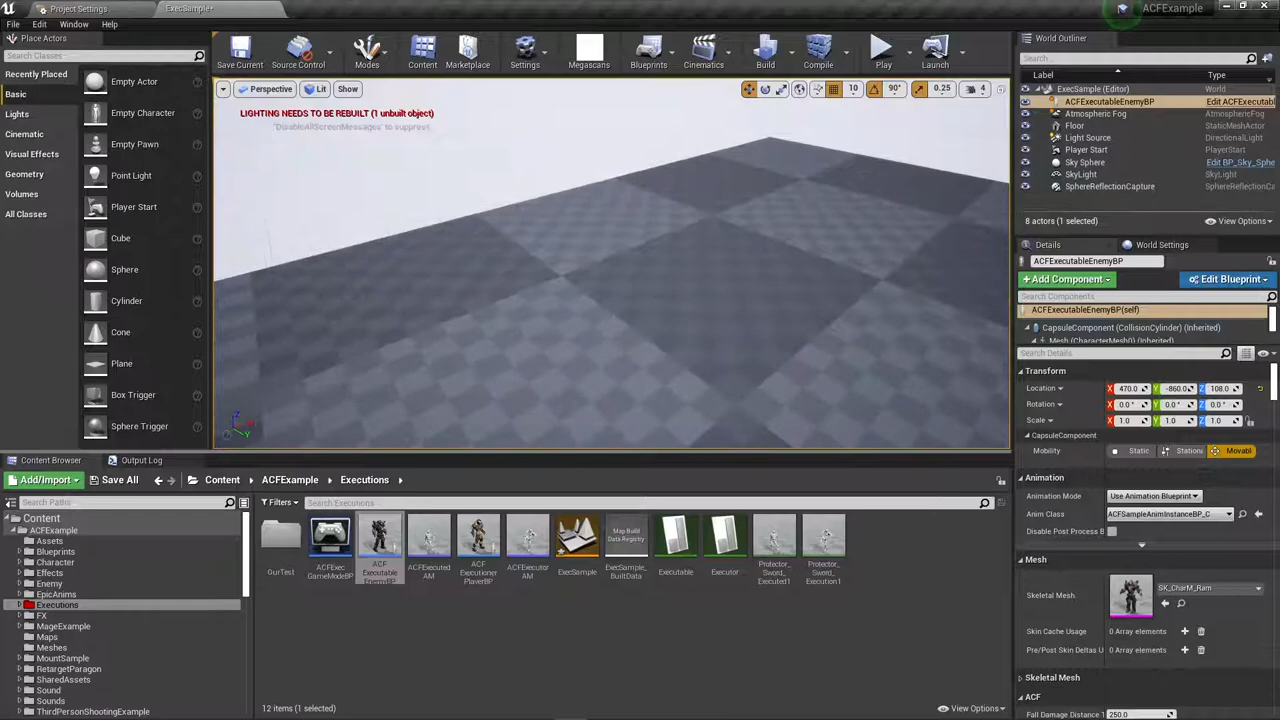 Project Settings
ExecSample*
ACFExample
File Edit Window Help
Place Actors
Search Classes
Recently Placed
Basic
Lights
Cinematic
Visual Effects
Geometry
Volumes
All Classes
Empty Actor
Empty Character
Empty Pawn
Point Light
Player Start
Cube
Sphere
Cylinder
Cone
Plane
Box Trigger
Sphere Trigger
Save Current
Source Control
Modes
Content
Marketplace
Settings
Megascans
Blueprints
Cinematics
Build
Compile
Play
Launch
Perspective
Lit
Show
10
90°
0.25
4
LIGHTING NEEDS TO BE REBUILT (1 unbuilt object)
'DisableAllScreenMessages' to suppress
World Outliner
Search...
Label Type
ExecSample (Editor) World
ACFExecutableEnemyBP Edit ACFExecutabl
Atmospheric Fog AtmosphericFog
Floor StaticMeshActor
Light Source DirectionalLight
Player Start PlayerStart
Sky Sphere Edit BP_Sky_Sphe
SkyLight SkyLight
SphereReflectionCapture SphereReflectionC
8 actors (1 selected)
View Options
Details
World Settings
ACFExecutableEnemyBP
Add Component
Edit Blueprint
Search Components
ACFExecutableEnemyBP(self)
CapsuleComponent (CollisionCylinder) (Inherited)
Mesh (CharacterMesh0) (Inherited)
Search Details
Transform
Location X 470.0 Y -860.0 Z 108.0
Rotation X 0.0 ° Y 0.0 ° Z 0.0 °
Scale X 1.0 Y 1.0 Z 1.0
CapsuleComponent
Mobility Static Station Movabl
Animation
Animation Mode Use Animation Blueprint
Anim Class ACFSampleAnimInstanceBP_C
Disable Post Process B
Mesh
Skeletal Mesh SK_CharM_Ram
Skin Cache Usage 0 Array elements
Pre/Post Skin Deltas U 0 Array elements
Skeletal Mesh
ACF
Fall Damage Distance 1 250.0
Content Browser
Output Log
Add/Import
Save All
Content
ACFExample
Executions
Search Paths
Filters
Search Executions
Content
ACFExample
Assets
Blueprints
Character
Effects
Enemy
EpicAnims
Executions
FX
MageExample
Maps
Meshes
MountSample
RetargetParagon
SharedAssets
Sound
Sounds
ThirdPersonShootingExample
OurTest
ACFExec
GameModeBP
ACF
Executable
EnemyBP
ACFExecuted
AM
ACF
Executioner
PlayerBP
ACFExecutor
AM
ExecSample
Map Build
Data Registry
ExecSample_
BuiltData
Executable
Executor
Protector_
Sword_
Executed1
Protector_
Sword_
Execution1
12 items (1 selected)
View Options